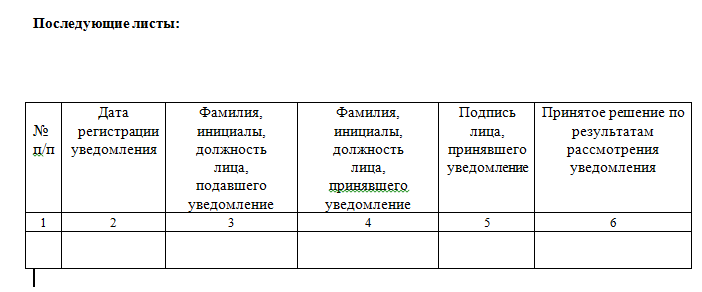 Последующие листы:
№
п/п
Дата
регистрации
уведомления
Фамилия,
инициалы,
должность
лица,
подавшего
уведомление
Фамилия,
инициалы,
должность
лица,
принявшего
уведомление
Подпись
лица,
принявшего
уведомление
Принятое решение по
результатам
рассмотрения
уведомления
1 2 3 4 5 6